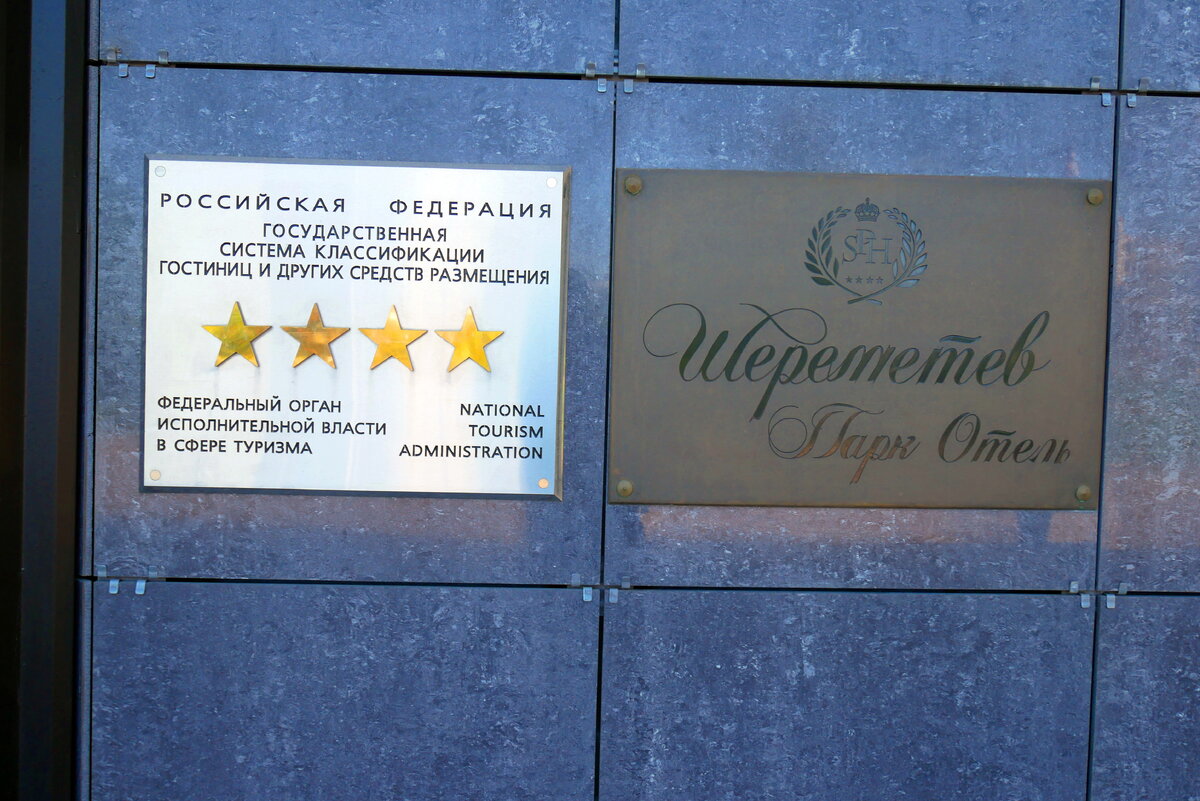 РОССИЙСКАЯ ФЕДЕРАЦИЯ
ГОСУДАРСТВЕННАЯ
СИСТЕМА КЛАССИФИКАЦИИ
ГОСТИНИЦ И ДРУГИХ СРЕДСТВ РАЗМЕЩЕНИЯ
ФЕДЕРАЛЬНЫЙ ОРГАН
ИСПОЛНИТЕЛЬНОЙ ВЛАСТИ
В СФЕРЕ ТУРИЗМА
NATIONAL
TOURISM
ADMINISTRATION
SPH
Шереметев
Парк Отель